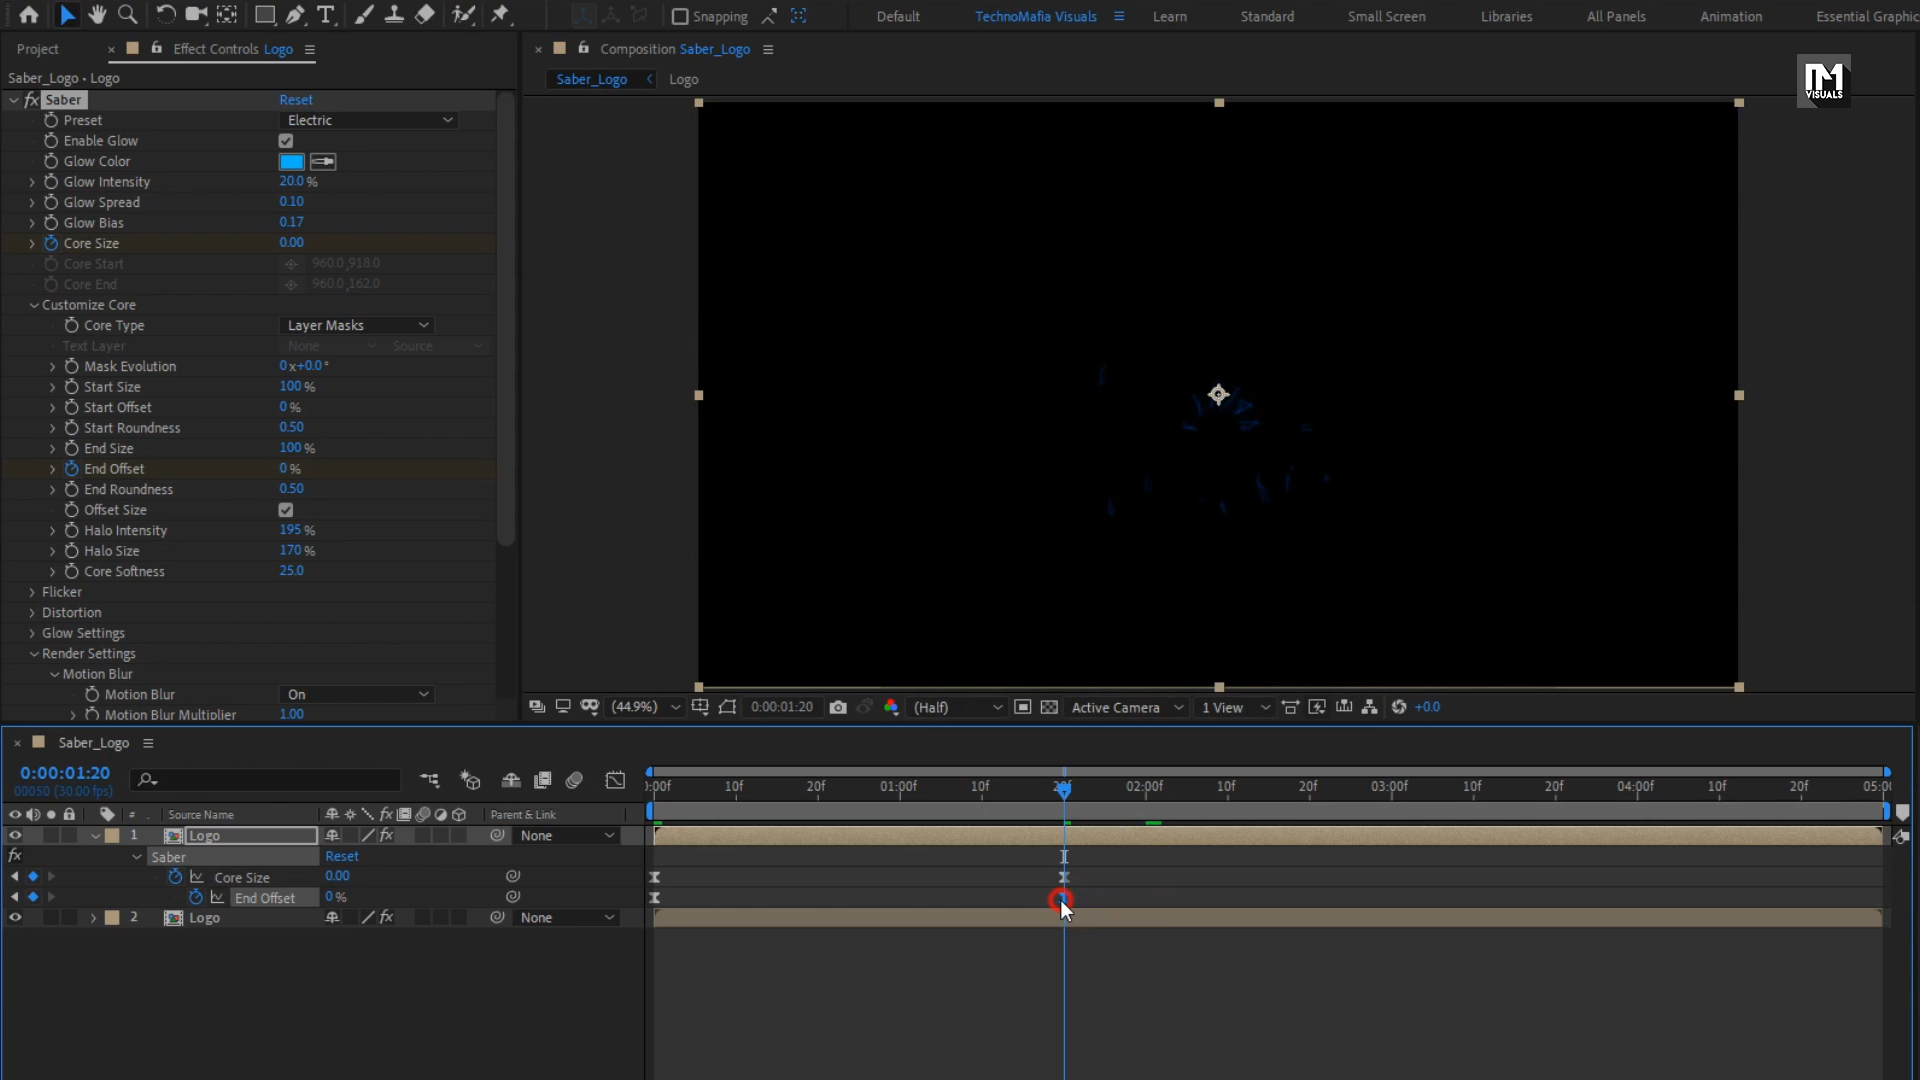 Snapping
Default
TechnoMafia Visuals
Learn
Standard
Small Screen
Libraries
All Panels
Animation
Essential Graphic
Project
× Effect Controls Logo
× Composition Saber_Logo
Saber_Logo • Logo
Saber_Logo < Logo
VISUALS
fx Saber Reset
Preset Electric
Enable Glow
Glow Color
Glow Intensity 20.0 %
Glow Spread 0.10
Glow Bias 0.17
Core Size 0.00
Core Start 960.0,918.0
Core End 960.0,162.0
Customize Core
Core Type Layer Masks
Text Layer None Source
Mask Evolution 0x+0.0°
Start Size 100 %
Start Offset 0 %
Start Roundness 0.50
End Size 100 %
End Offset 0 %
End Roundness 0.50
Offset Size
Halo Intensity 195 %
Halo Size 170 %
Core Softness 25.0
Flicker
Distortion
Glow Settings
Render Settings
Motion Blur
Motion Blur On
Motion Blur Multiplier 1.00
(44.9%) 0:00:01:20 (Half) Active Camera 1 View +0.0
× Saber_Logo
0:00:01:20
00050 (30.00 fps)
:00f 10f 20f 01:00f 10f 02:00f 10f 20f 03:00f 10f 20f 04:00f 10f 20f 05:00
# Source Name fx Parent & Link
1 Logo fx None
fx Saber Reset
Core Size 0.00
End Offset 0 %
2 Logo fx None